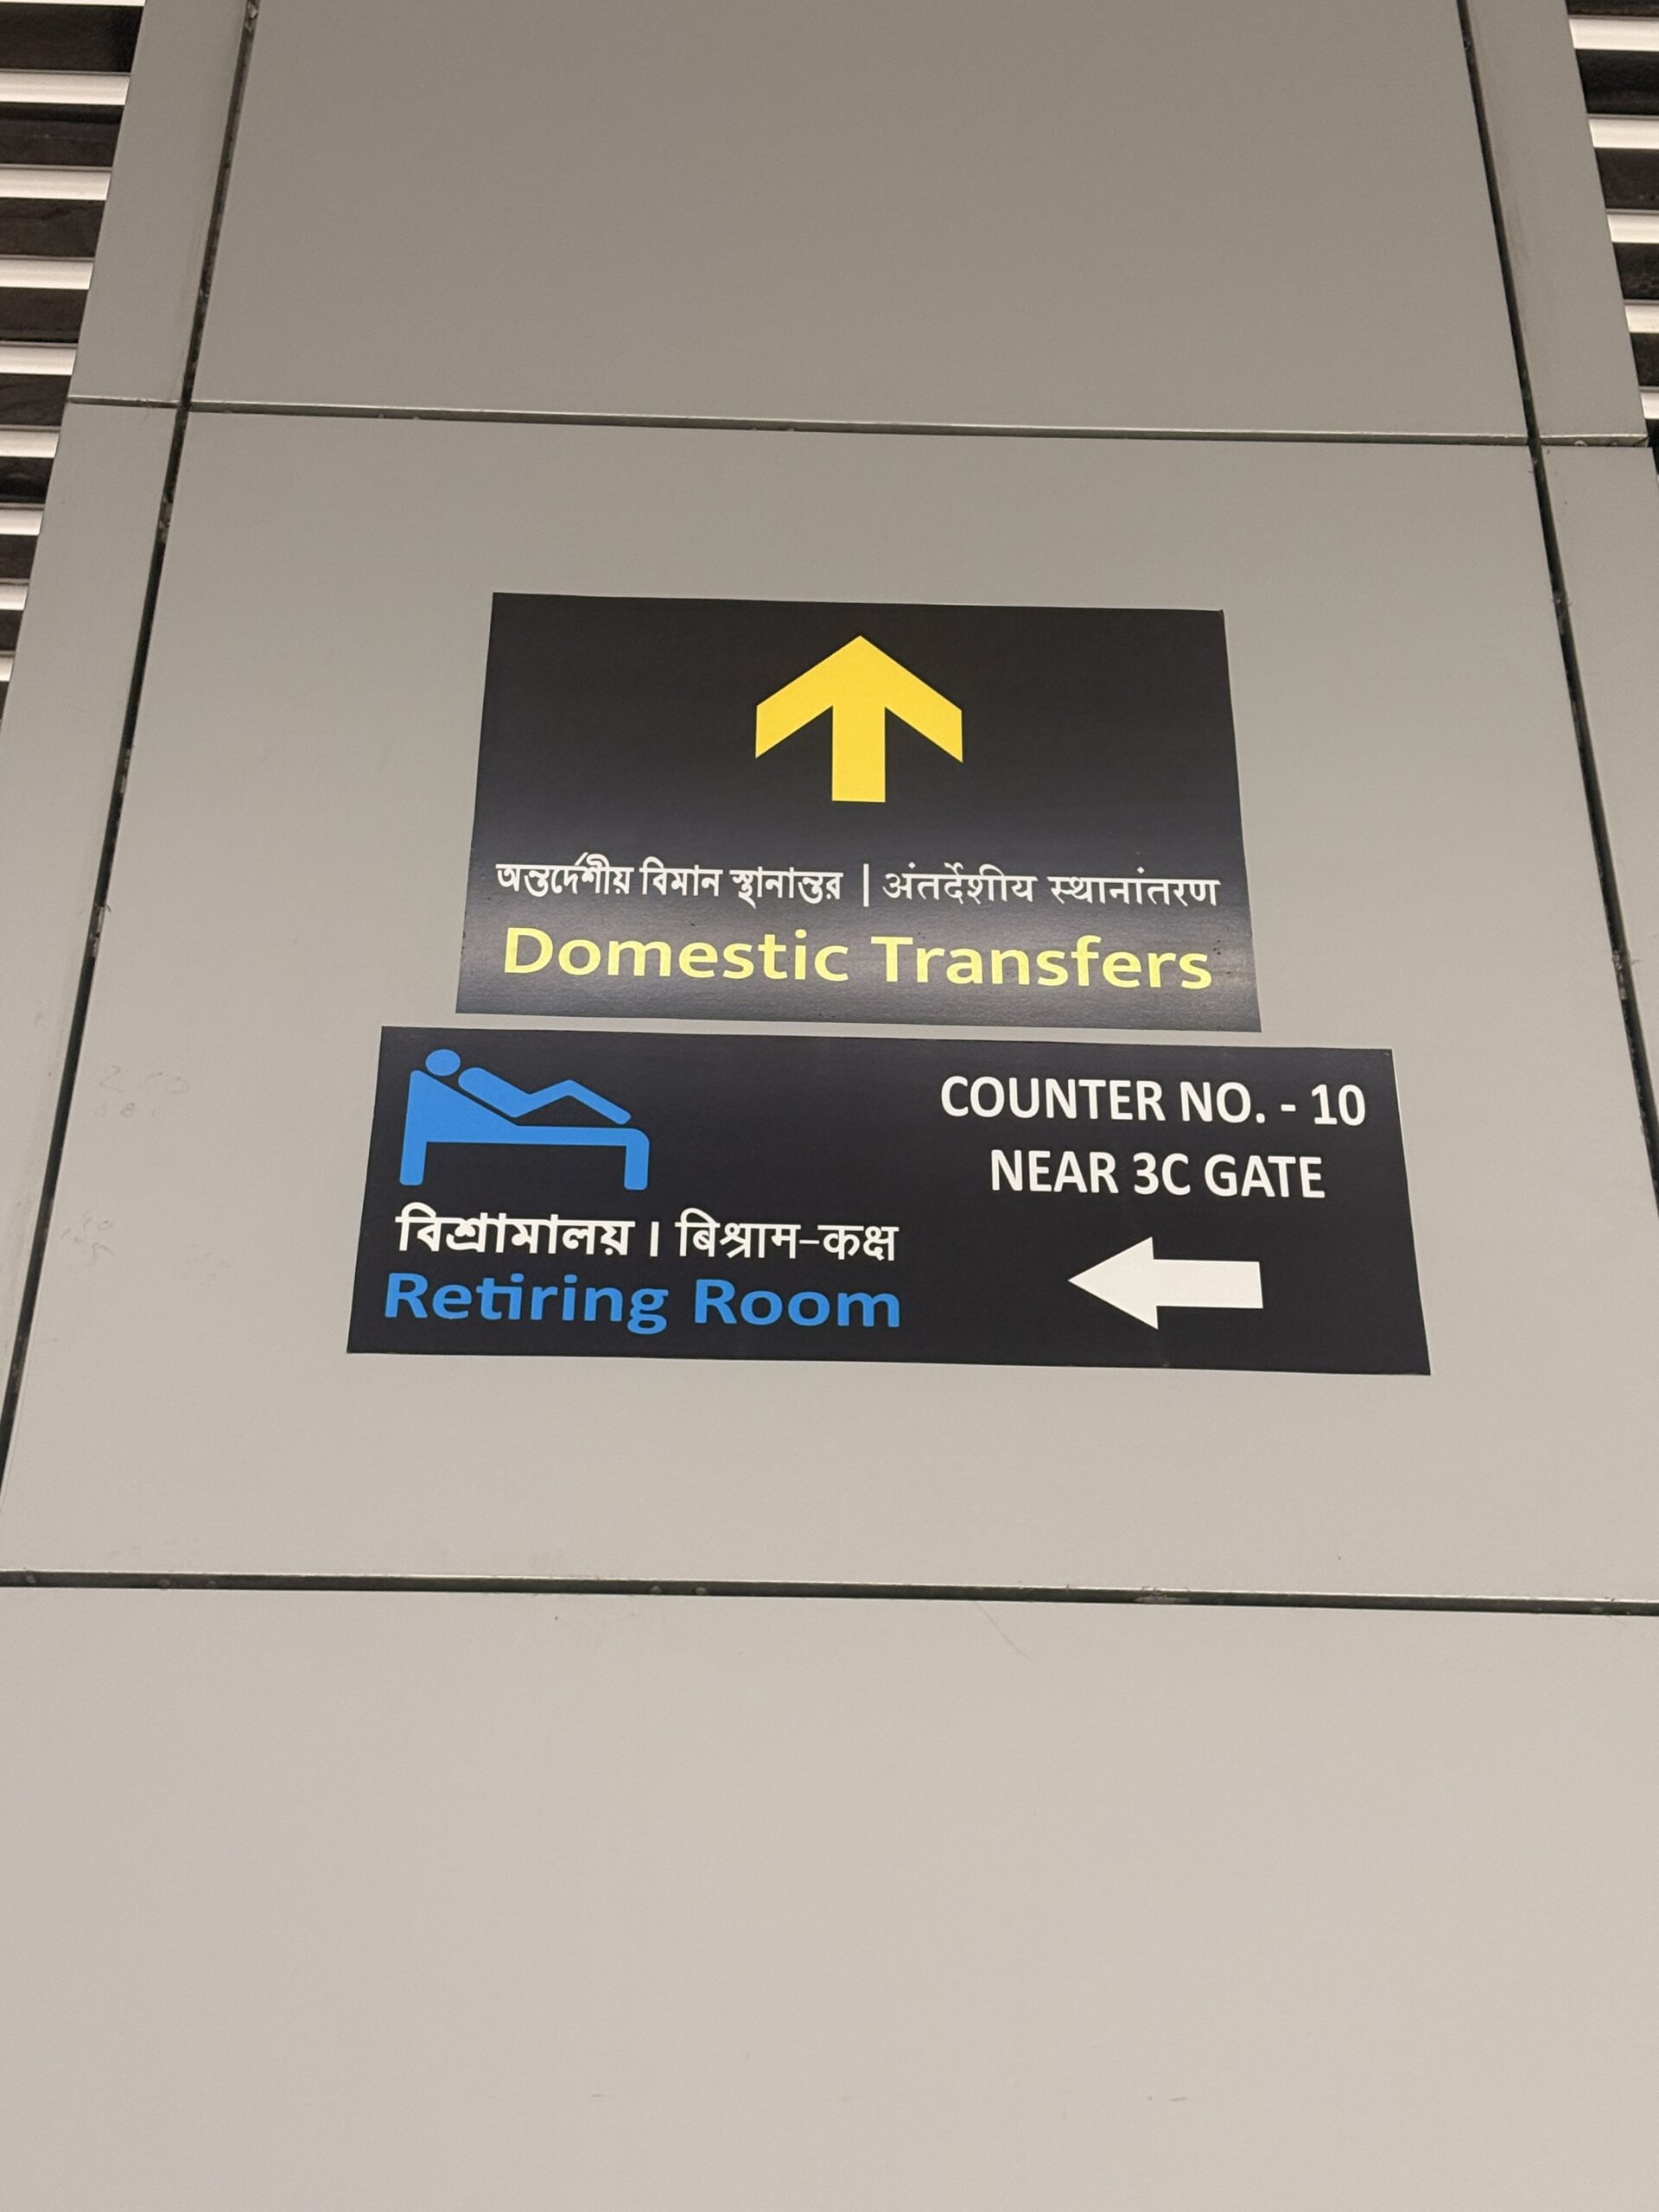 অন্তর্দেশীয় বিমান স্থানান্তর | अंतर्देशीय स्थानांतरण
Domestic Transfers
COUNTER NO. - 10
NEAR 3C GATE
বিশ্রামালয় । बिश्राम-कक्ष
Retiring Room